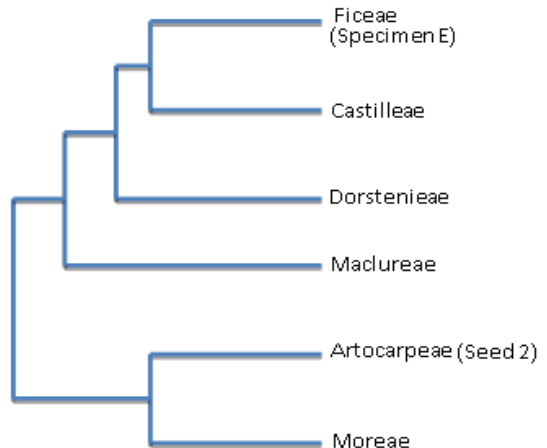 Ficeae
(Specimen E)
Castilleae
Dorstenieae
Maclureae
Artocarpeae (Seed 2)
Moreae